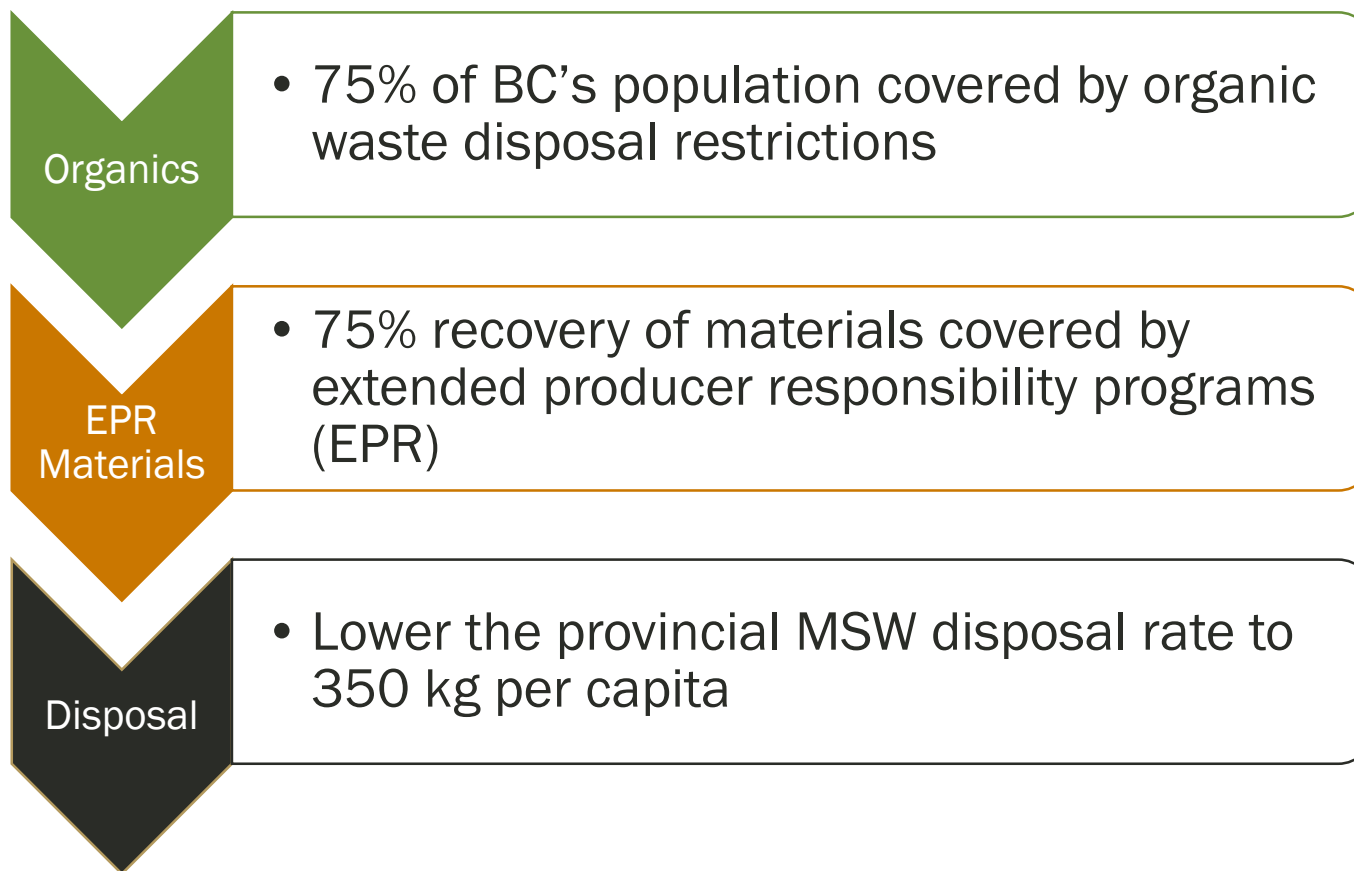 Organics
• 75% of BC’s population covered by organic
waste disposal restrictions
EPR
Materials
• 75% recovery of materials covered by
extended producer responsibility programs
(EPR)
Disposal
• Lower the provincial MSW disposal rate to
350 kg per capita